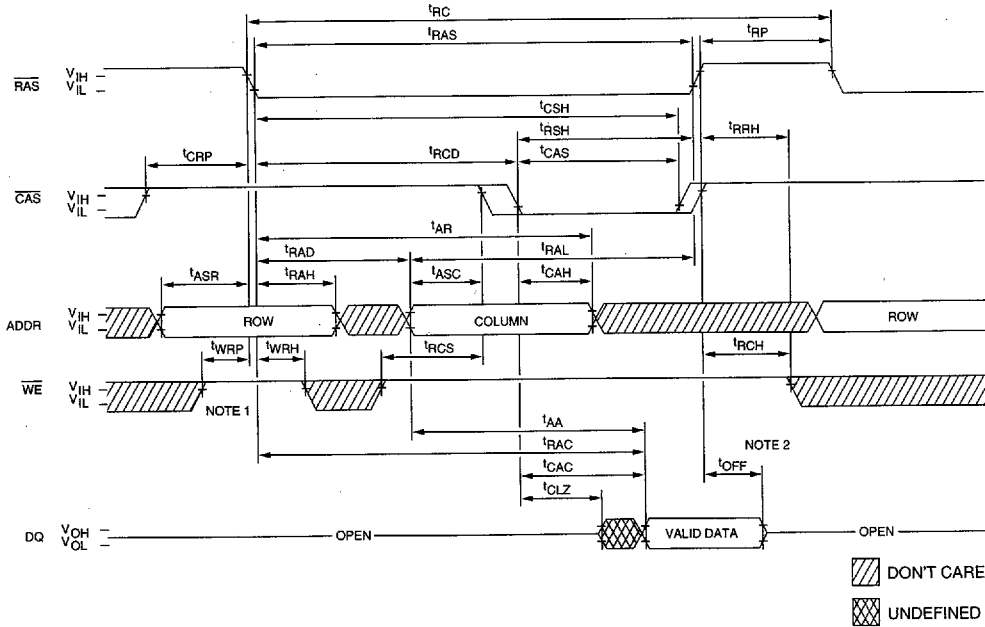 tRC
tRAS
tRP
RAS VIH
VIL
tCSH
tRSH
tRRH
tCRP
tRCD
tCAS
CAS VIH
VIL
tAR
tRAD
tRAL
tASR
tRAH
tASC
tCAH
ADDR VIH
VIL
ROW
COLUMN
ROW
tWRP
tWRH
tRCS
tRCH
WE VIH
VIL
NOTE 1
tAA
tRAC
NOTE 2
tCAC
tOFF
tCLZ
DQ VOH
VOL
OPEN
VALID DATA
OPEN
DON'T CARE
UNDEFINED